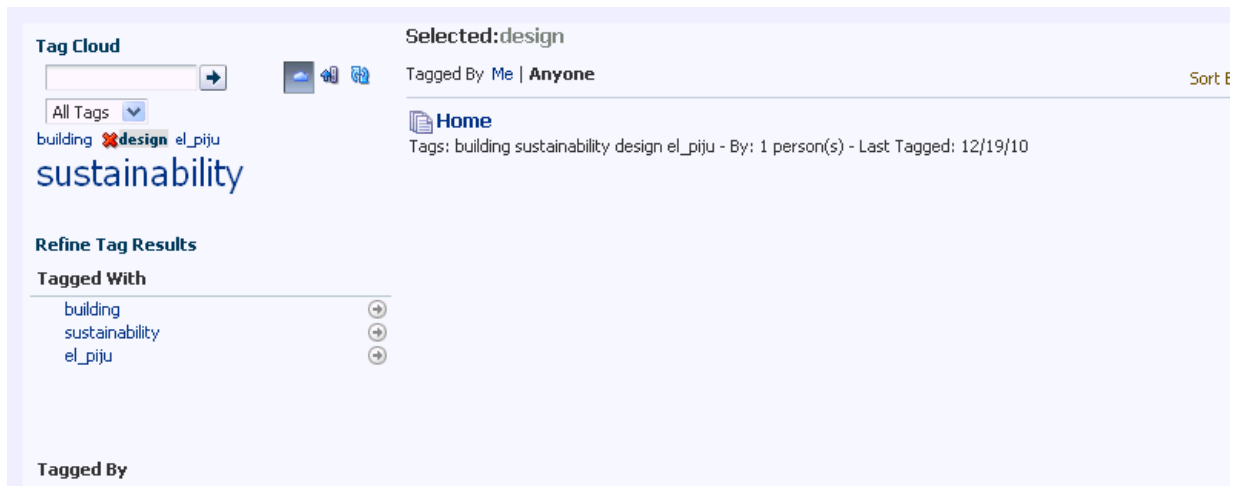 Tag Cloud
All Tags
building design el_piju
sustainability
Refine Tag Results
Tagged With
building
sustainability
el_piju
Tagged By
Selected:design
Tagged By Me | Anyone
Sort
Home
Tags: building sustainability design el_piju - By: 1 person(s) - Last Tagged: 12/19/10